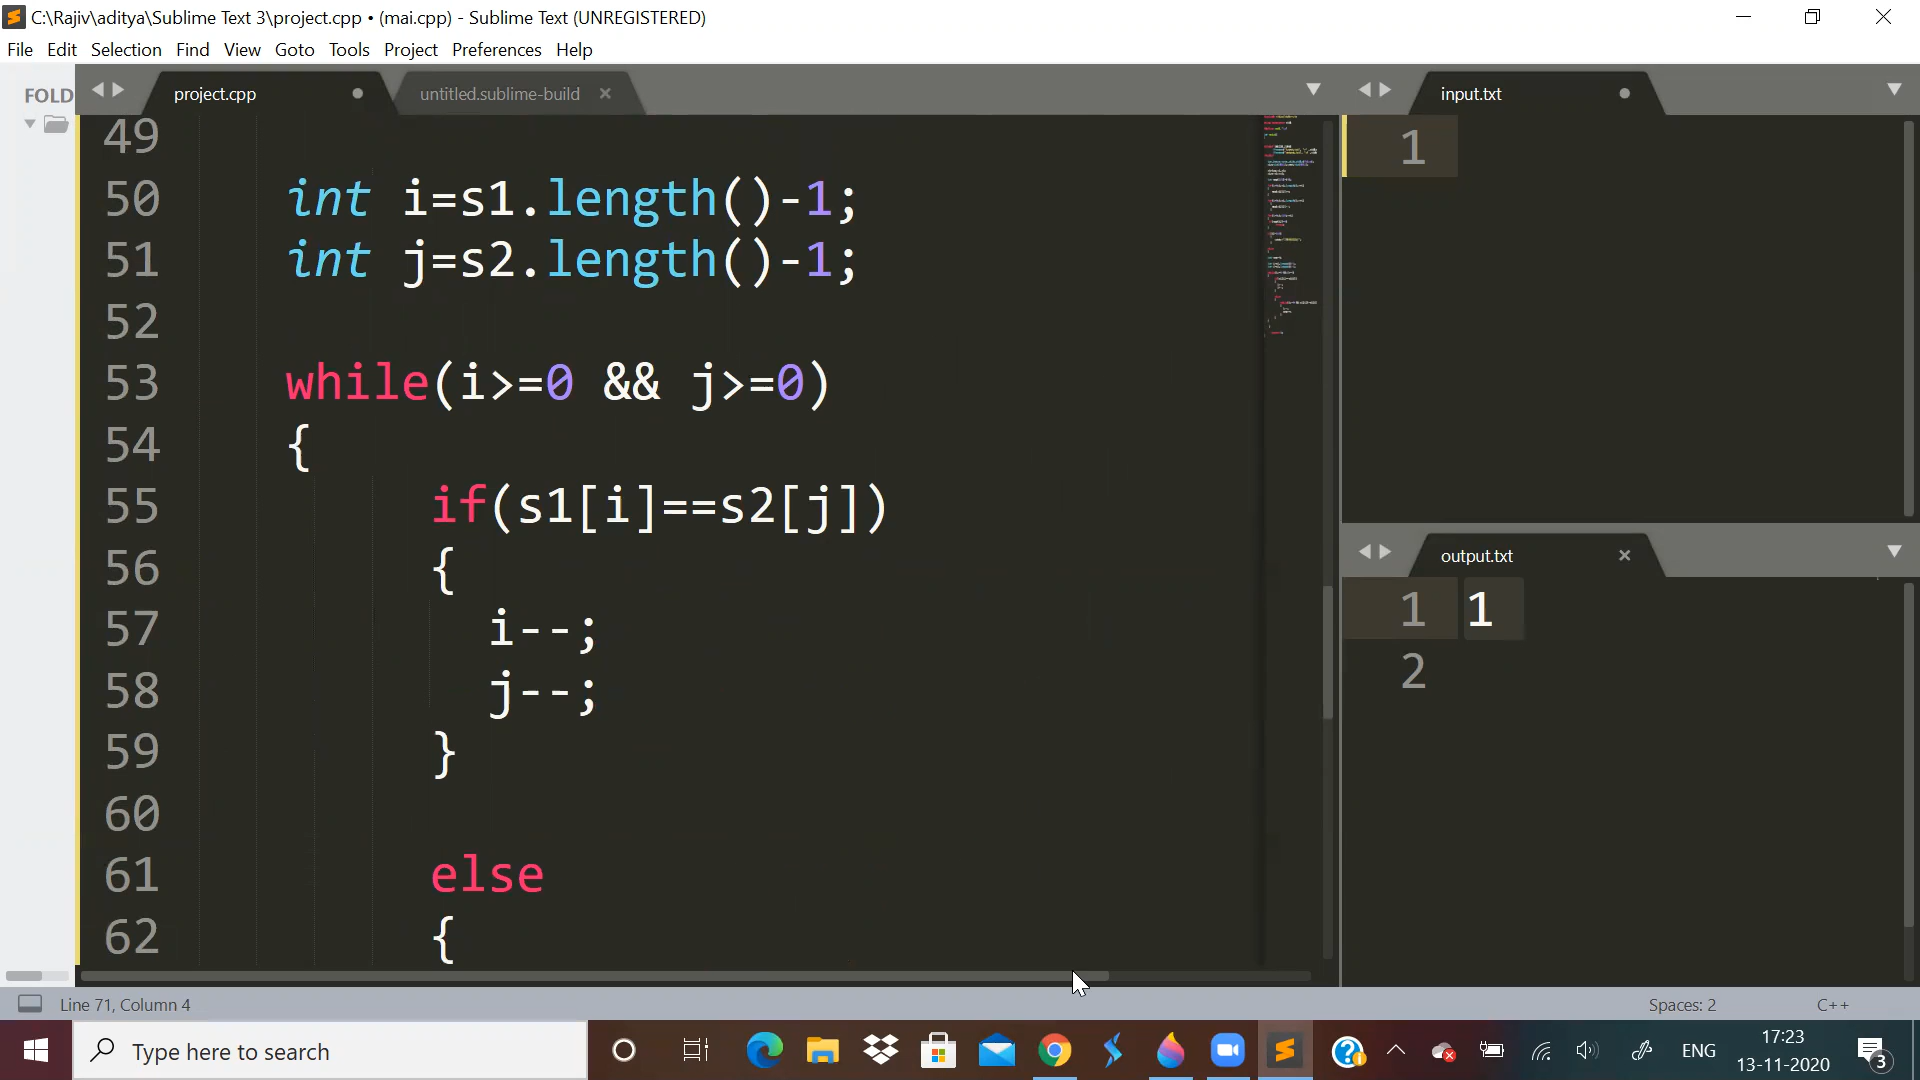 C:\Rajiv\aditya\Sublime Text 3\project.cpp • (mai.cpp) - Sublime Text (UNREGISTERED)
File Edit Selection Find View Goto Tools Project Preferences Help
FOLD
project.cpp
untitled.sublime-build
49
50 int i=s1.length()-1;
51 int j=s2.length()-1;
52
53 while(i>=0 && j>=0)
54 {
55 if(s1[i]==s2[j])
56 {
57 i--;
58 j--;
59 }
60
61 else
62 {
input.txt
1
output.txt
1 1
2
Line 71, Column 4
Spaces: 2
C++
Type here to search
ENG
17:23
13-11-2020
3